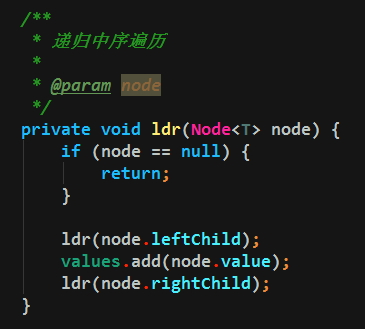 /**
 * 递归中序遍历
 *
 * @param node
 */
private void ldr(Node<T> node) {
    if (node == null) {
        return;
    }

    ldr(node.leftChild);
    values.add(node.value);
    ldr(node.rightChild);
}